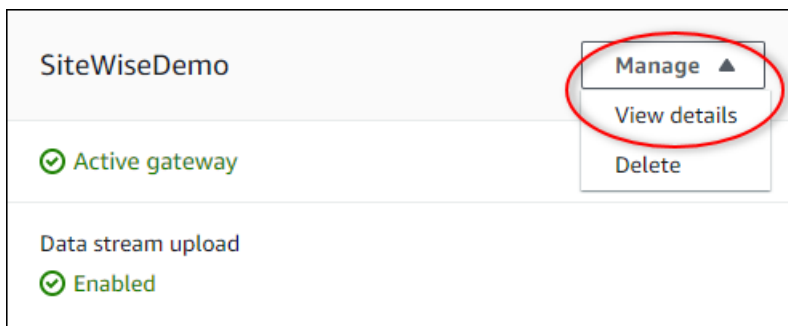 SiteWiseDemo
Manage
View details
Delete
Active gateway
Data stream upload
Enabled